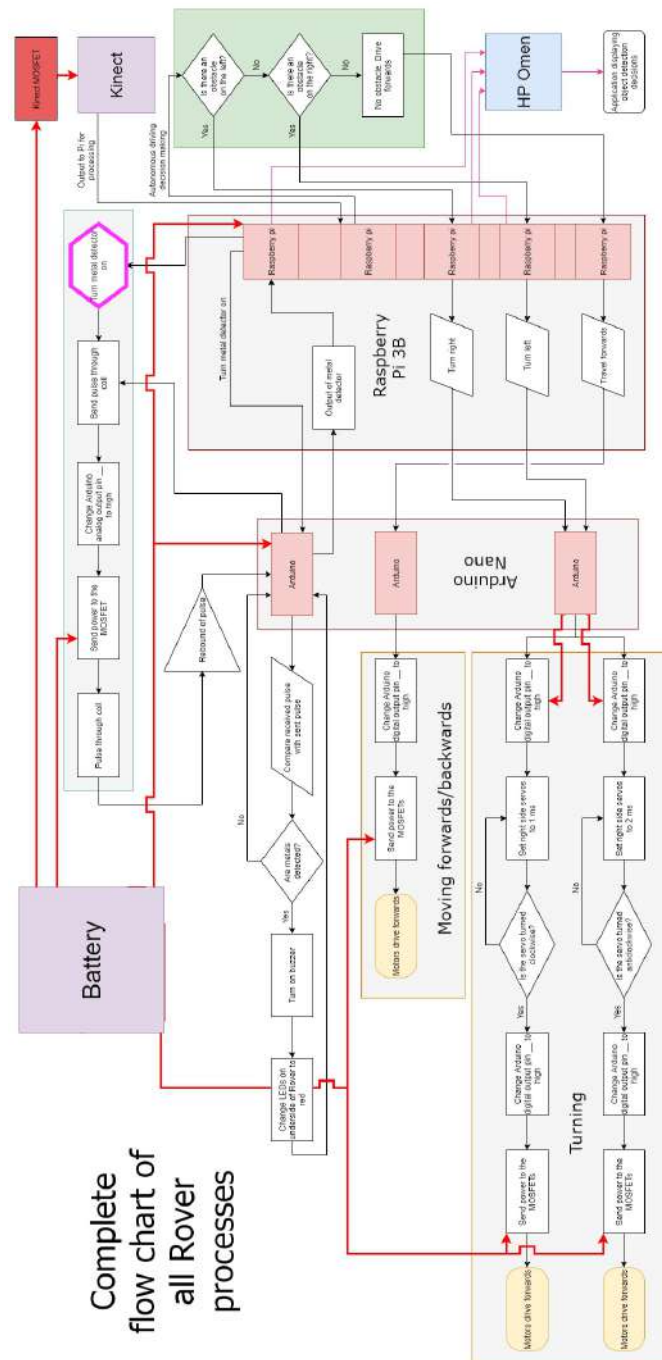 Complete
flow chart of
all Rover
processes
Battery
Kinect MOSFET
Kinect
Output to Pi for
processing
Autonomous driving
decision making
Turn metal detector
on
Send pulse through
coil
Change Arduino
analog output pin __
to high
Send power to the
MOSFET
Pulse through coil
Is there an
obstacle
on the left?
No
Yes
Is there an
obstacle
on the right?
No
Yes
No obstacle. Drive
forwards
HP Omen
Application displaying
object detection
decisions
Rebound of pulse
Change LEDs on
underside of Rover to
red
Turn on buzzer
Yes
Are metals
detected?
No
Compare received pulse
with sent pulse
Arduino
Turn metal detector on
Output of metal
detector
Raspberry pi
Raspberry pi
Raspberry pi
Raspberry pi
Raspberry pi
Raspberry
Pi 3B
Turn right
Turn left
Travel forwards
Arduino
Arduino
Nano
Arduino
Motors drive forwards
Send power to the
MOSFETs
Change Arduino
digital output pin __ to
high
Moving forwards/backwards
Motors drive forwards
Send power to the
MOSFETs
Change Arduino
digital output pin __ to
high
Yes
Is the servo turned
clockwise?
No
Set right side servos
to 1 ms
Change Arduino
digital output pin __ to
high
Turning
Motors drive forwards
Send power to the
MOSFETs
Change Arduino
digital output pin __ to
high
Yes
Is the servo turned
anticlockwise?
No
Set right side servos
to 2 ms
Change Arduino
digital output pin __ to
high